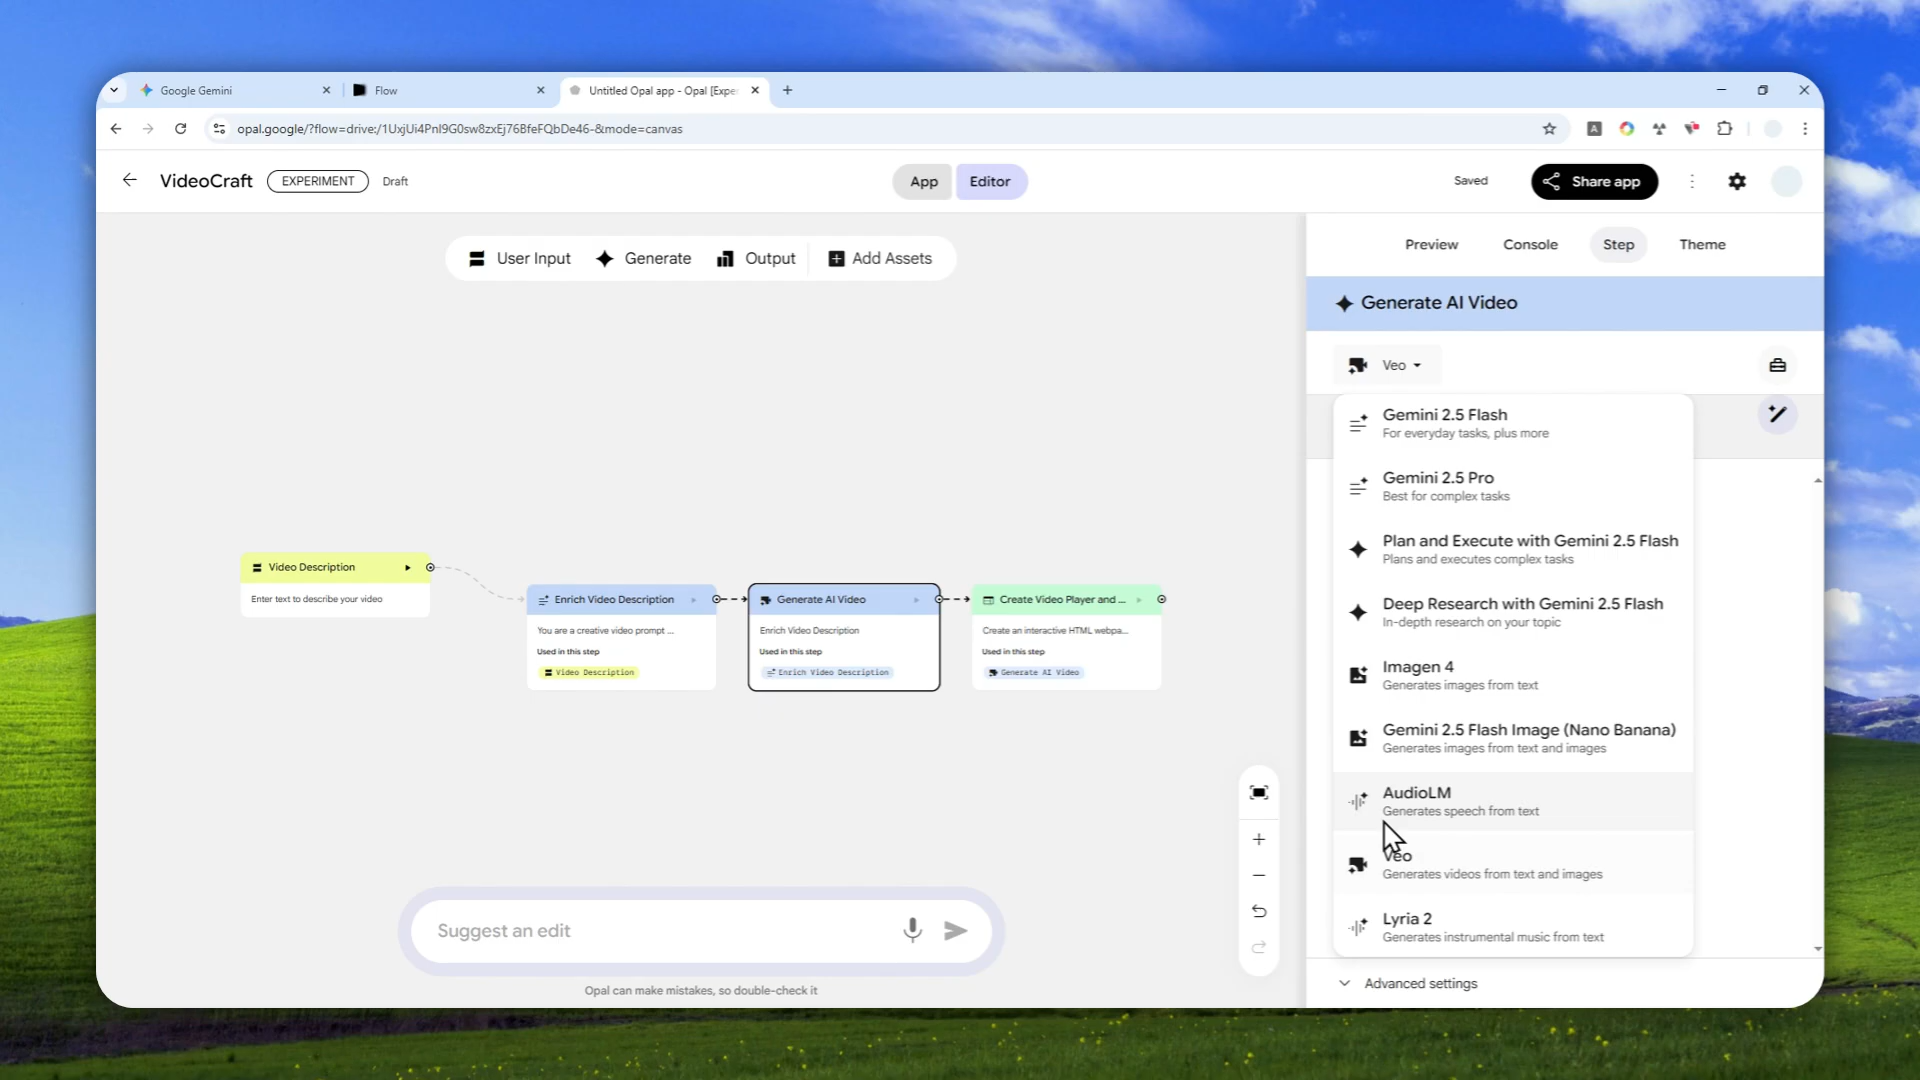 Google Gemini
Flow
Untitled Opal app - Opal [Expe
opal.google/?flow=drive:/1UxjUi4PnI9G0sw8zxEj76BfeFQbDe46-&mode=canvas
VideoCraft
EXPERIMENT
Draft
App
Editor
Saved
Share app
User Input
Generate
Output
Add Assets
Preview
Console
Step
Theme
Generate AI Video
Veo
Gemini 2.5 Flash
For everyday tasks, plus more
Gemini 2.5 Pro
Best for complex tasks
Plan and Execute with Gemini 2.5 Flash
Plans and executes complex tasks
Deep Research with Gemini 2.5 Flash
In-depth research on your topic
Imagen 4
Generates images from text
Gemini 2.5 Flash Image (Nano Banana)
Generates images from text and images
AudioLM
Generates speech from text
Veo
Generates videos from text and images
Lyria 2
Generates instrumental music from text
Advanced settings
Video Description
Enter text to describe your video
Enrich Video Description
You are a creative video prompt ...
Used in this step
Video Description
Generate AI Video
Enrich Video Description
Used in this step
Enrich Video Description
Create Video Player and ...
Create an interactive HTML webpa...
Used in this step
Generate AI Video
Suggest an edit
Opal can make mistakes, so double-check it